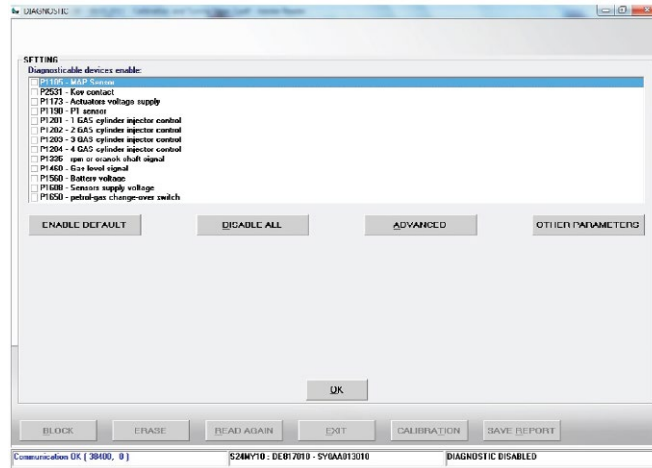 DIAGNOSTIC
SETTING
Diagnosticable devices enable:
P1105 - MAP Sensor
P2531 - Key contact
P1173 - Actuators voltage supply
P1190 - P1 sensor
P1201 - 1 GAS cylinder injector control
P1202 - 2 GAS cylinder injector control
P1203 - 3 GAS cylinder injector control
P1204 - 4 GAS cylinder injector control
P1335 rpm or cranck shaft signal
P1460 - Gas level signal
P1560 - Battery voltage
P1600 - Sensors supply voltage
P1650 - petrol-gas change-over switch
ENABLE DEFAULT DISABLE ALL ADVANCED OTHER PARAMETERS
OK
BLOCK ERASE READ AGAIN EXIT CALIBRATION SAVE REPORT
Communication OK ( 38400, 0 ) S24MY10 : DE817010 - SY0AA013010 DIAGNOSTIC DISABLED